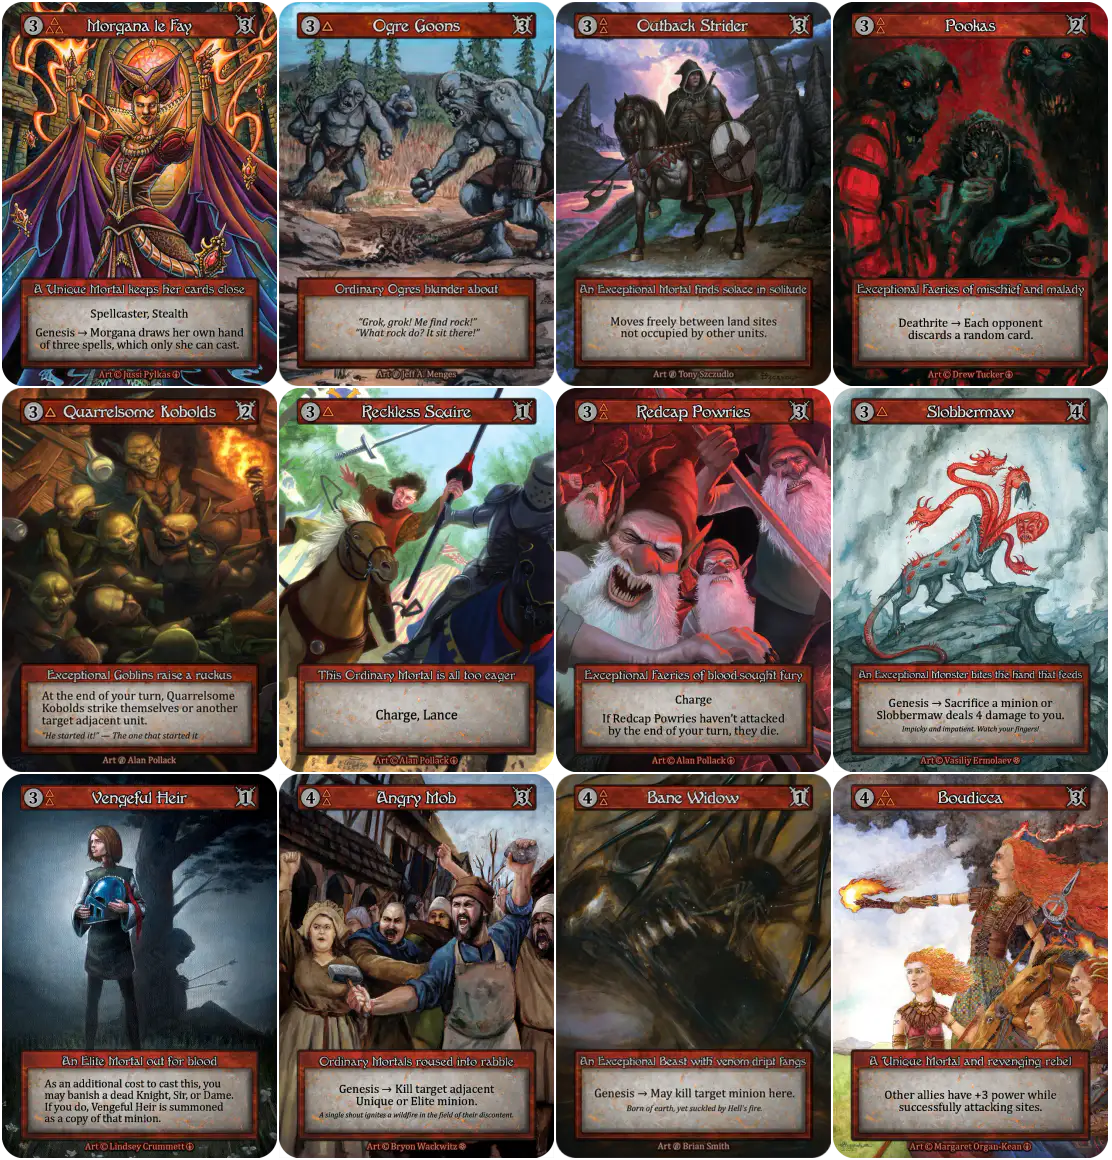 3 Morgana le Fay 3
A Unique Mortal keeps her cards close
Spellcaster, Stealth
Genesis → Morgana draws her own hand
of three spells, which only she can cast.
Art © Jussi Pylkas
3 Ogre Goons 3
Ordinary Ogres blunder about
"Grok, grok! Me find rock!"
"What rock do? It sit there!"
Art Jeff A. Menges
3 Outback Strider 3
An Exceptional Mortal finds solace in solitude
Moves freely between land sites
not occupied by other units.
Art Tony Szczudlo
3 Pookas 2
Exceptional Faeries of mischief and malady
Deathrite → Each opponent
discards a random card.
Art © Drew Tucker
3 Quarrelsome Kobolds 2
Exceptional Goblins raise a ruckus
At the end of your turn, Quarrelsome
Kobolds strike themselves or another
target adjacent unit.
"He started it!" — The one that started it
Art Alan Pollack
3 Reckless Squire 1
This Ordinary Mortal is all too eager
Charge, Lance
Art © Alan Pollack
3 Redcap Powries 3
Exceptional Faeries of blood-sought fury
Charge
If Redcap Powries haven't attacked
by the end of your turn, they die.
Art © Alan Pollack
3 Slobbermaw 4
An Exceptional Monster bites the hand that feeds
Genesis → Sacrifice a minion or
Slobbermaw deals 4 damage to you.
Impicky and impatient. Watch your fingers!
Art © Vasiliy Ermolaev
3 Vengeful Heir 1
An Elite Mortal out for blood
As an additional cost to cast this, you
may banish a dead Knight, Sir, or Dame.
If you do, Vengeful Heir is summoned
as a copy of that minion.
Art © Lindsey Crummett
4 Angry Mob 3
Ordinary Mortals roused into rabble
Genesis → Kill target adjacent
Unique or Elite minion.
A single shout ignites a wildfire in the field of their discontent.
Art © Bryon Wackwitz
4 Bane Widow 1
An Exceptional Beast with venom dript fangs
Genesis → May kill target minion here.
Born of earth, yet suckled by Hell's fire.
Art Brian Smith
4 Boudicca 3
A Unique Mortal and revenging rebel
Other allies have +3 power while
successfully attacking sites.
Art © Margaret Organ-Kean